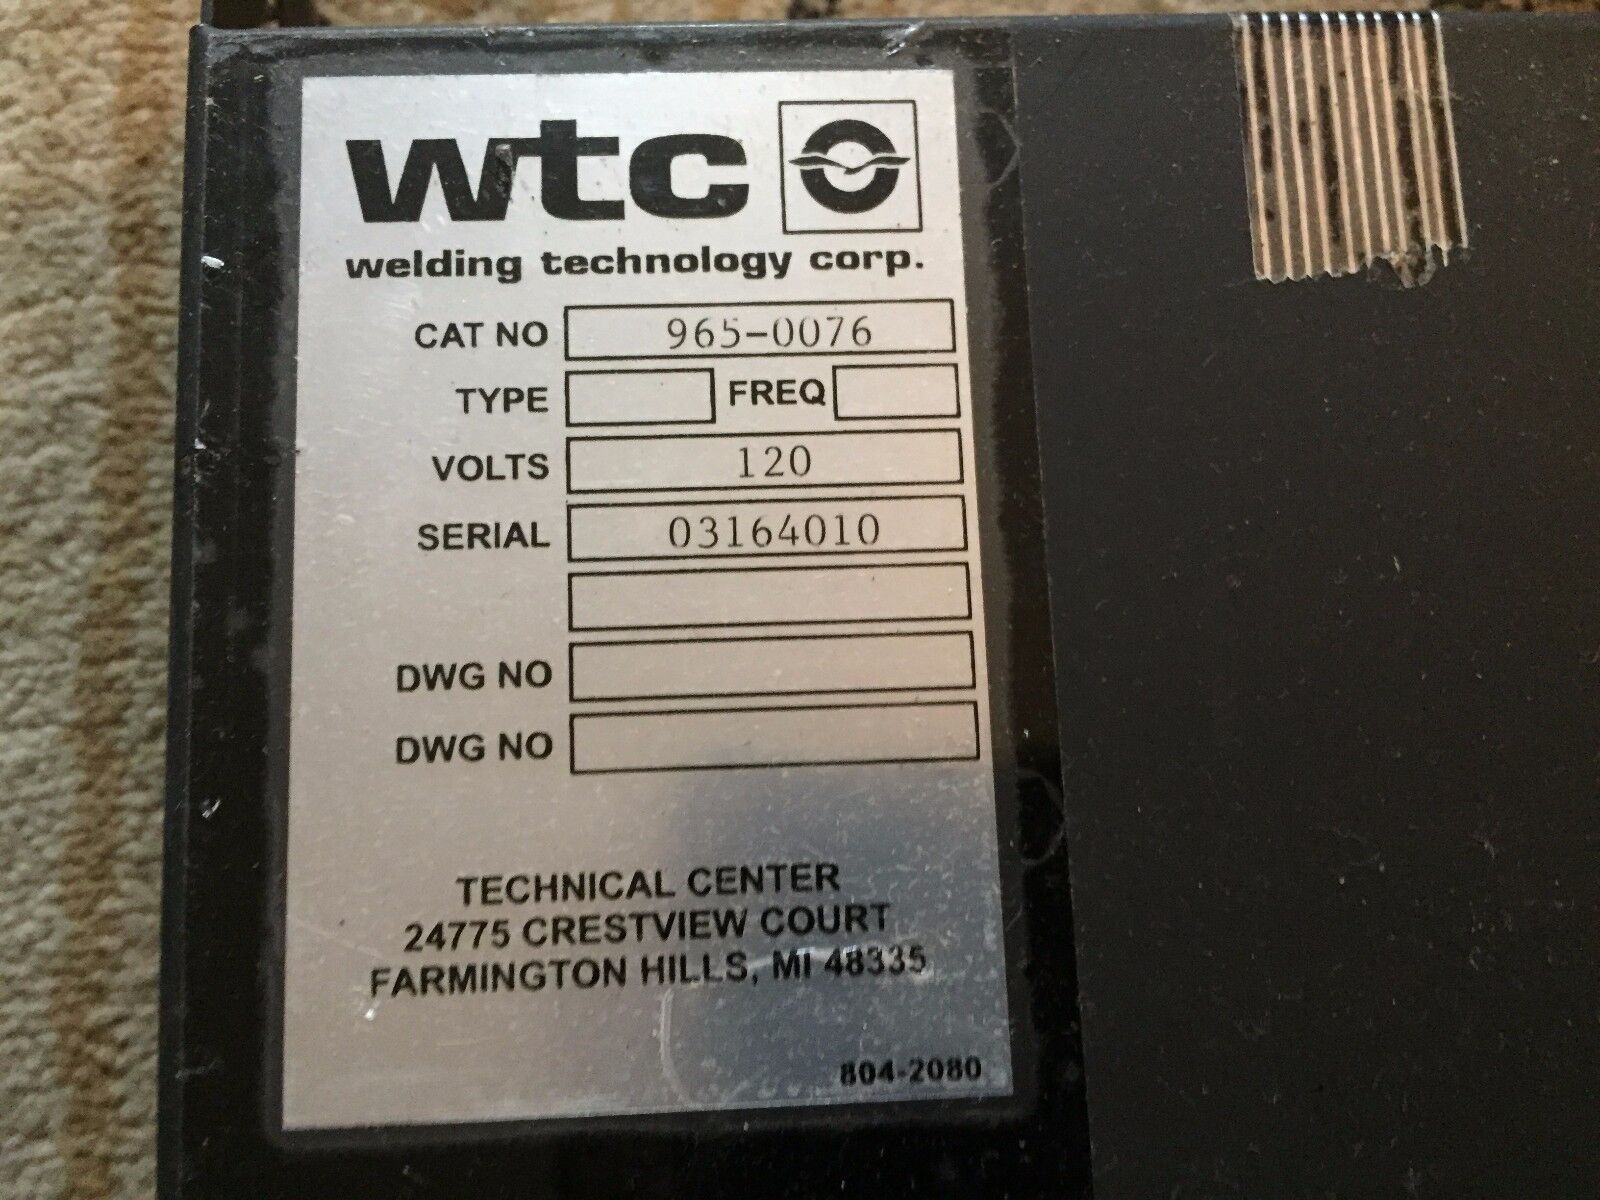 wtc
welding technology corp.
CAT NO 965-0076
TYPE FREQ
VOLTS 120
SERIAL 03164010
DWG NO
DWG NO
TECHNICAL CENTER
24775 CRESTVIEW COURT
FARMINGTON HILLS, MI 48335
804-2080